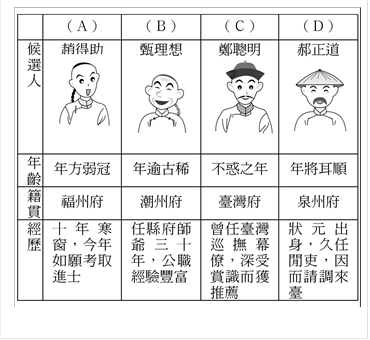 （A） （B） （C） （D）
候選人 趙得助 甄理想 鄭聰明 郝正道
年齡 年方弱冠 年逾古稀 不惑之年 年將耳順
籍貫 福州府 潮州府 臺灣府 泉州府
經歷
十年寒
窗，今年
如願考取
進士
任縣府師
爺三十
年，公職
經驗豐富
曾任臺灣
巡撫幕
僚，深受
賞識而獲
推薦
狀元出
身，久任
閒吏，因
而請調來
臺